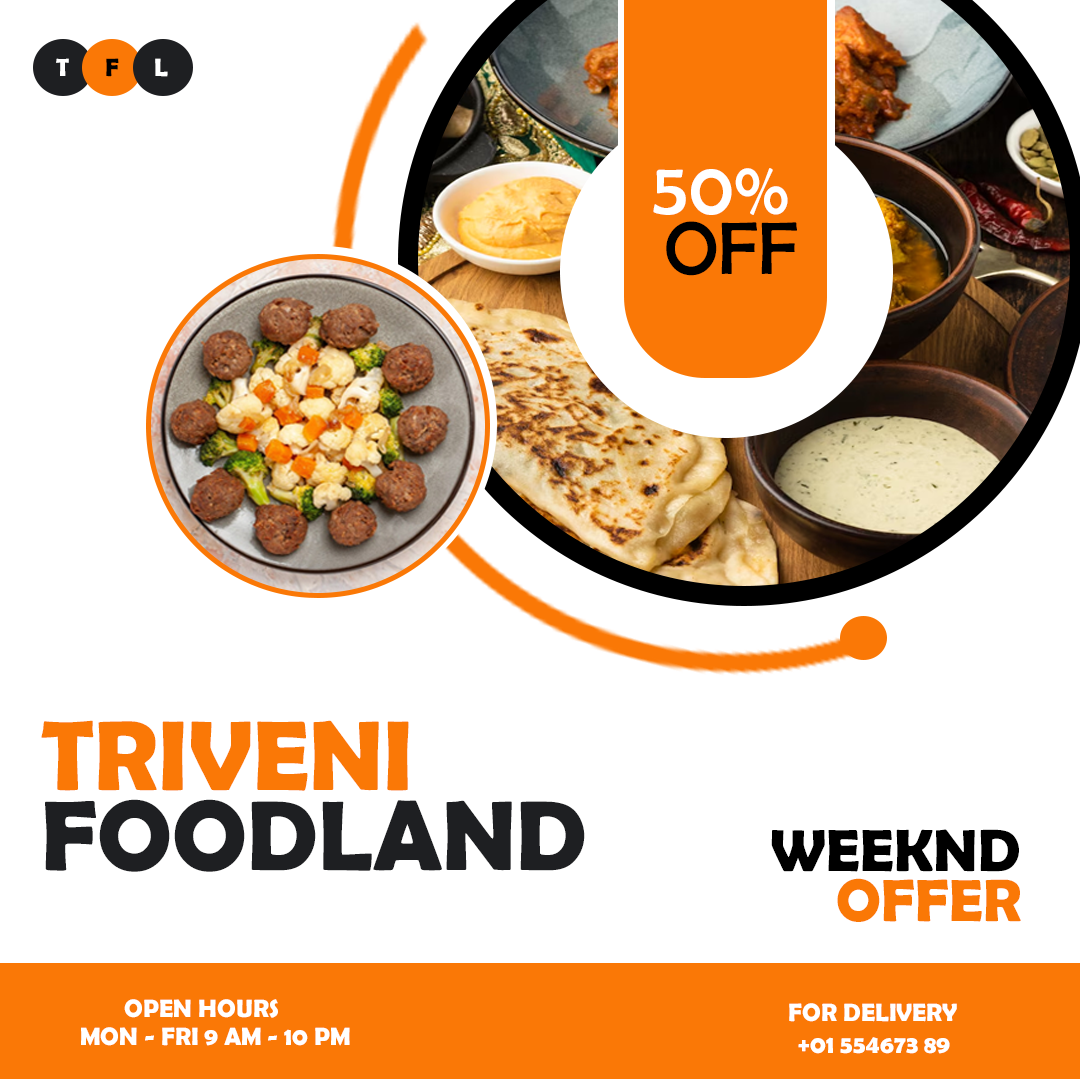 T F L
50%
OFF
TRIVENI
FOODLAND
WEEKND
OFFER
OPEN HOURS
MON - FRI 9 AM - 10 PM
FOR DELIVERY
+01 554673 89